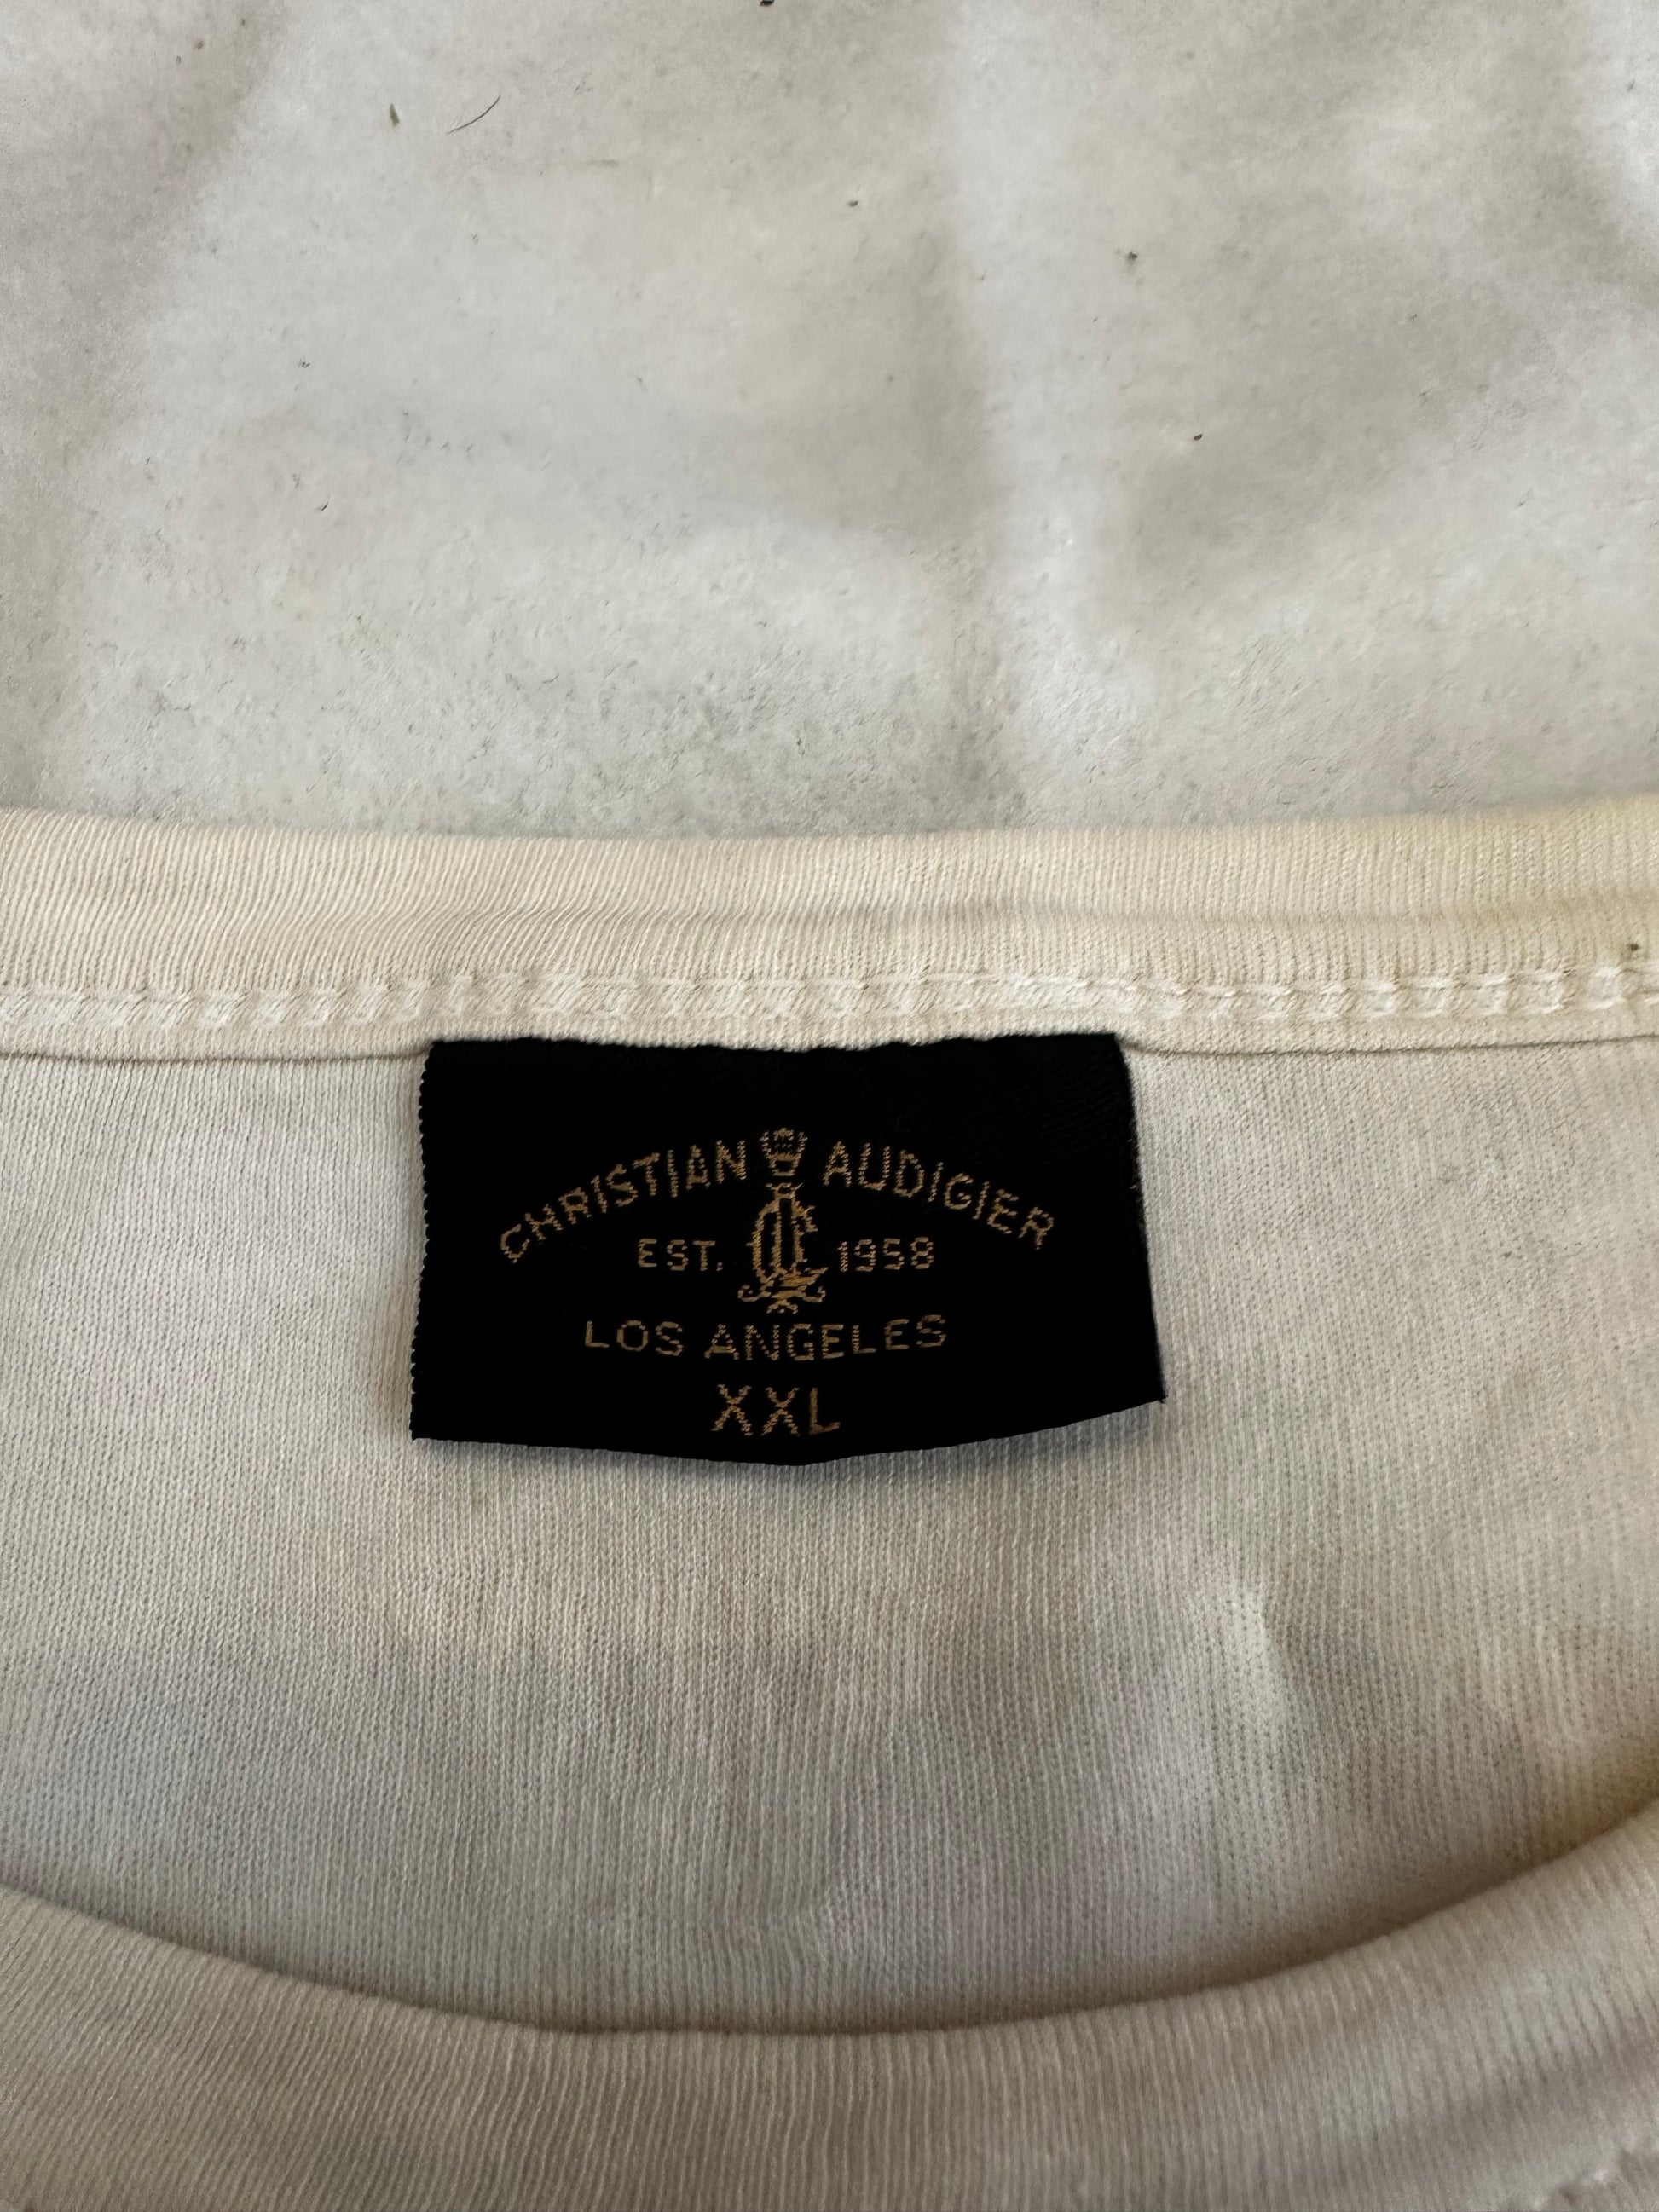 CHRISTIAN AUDIGIER
EST. 1958
LOS ANGELES
XXL